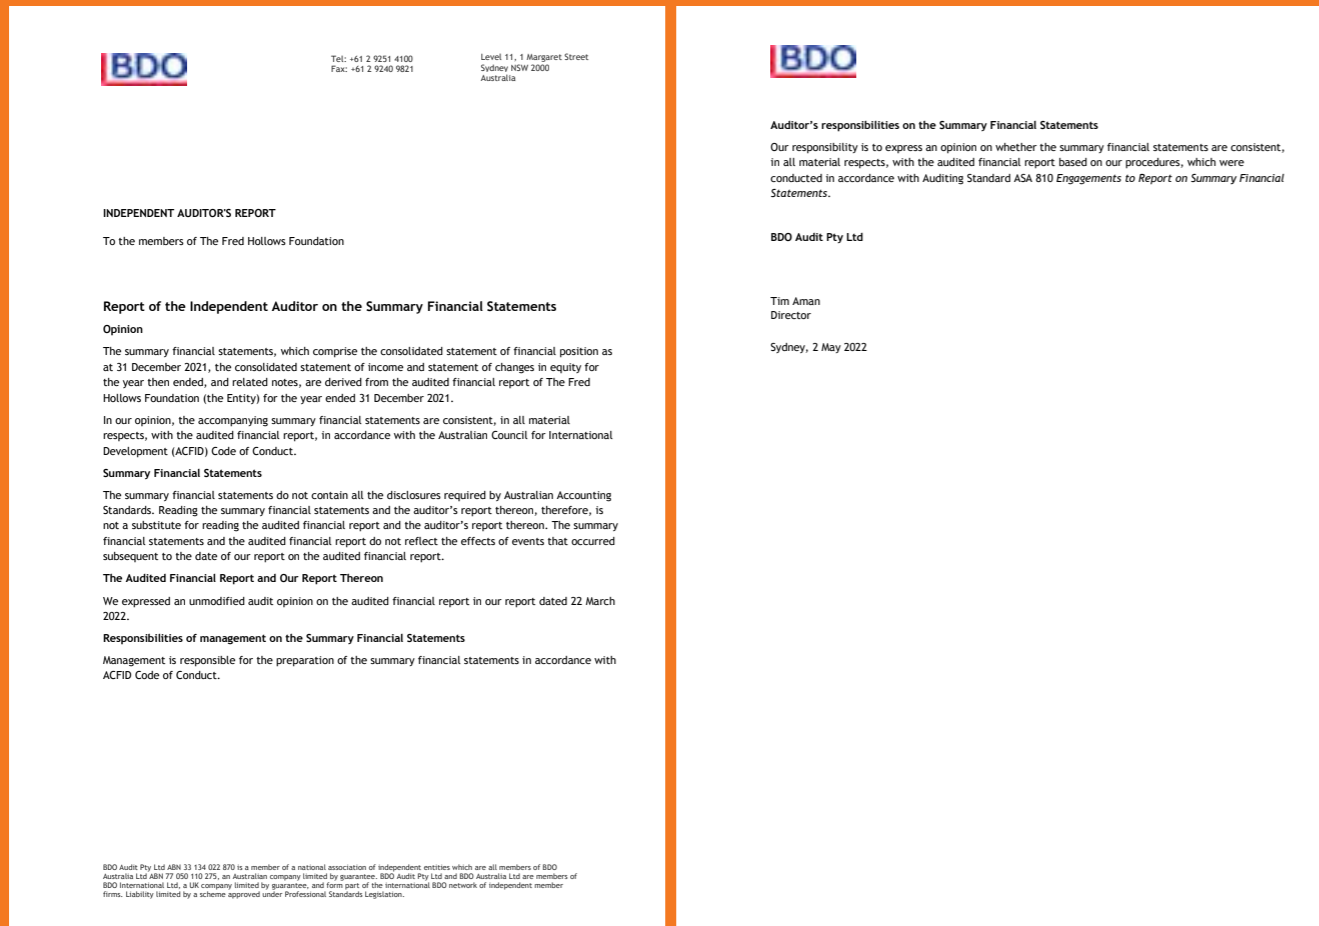 BDO
Tel: +61 2 9251 4100
Fax: +61 2 9240 9821
Level 11, 1 Margaret Street
Sydney NSW 2000
Australia
INDEPENDENT AUDITOR'S REPORT
To the members of The Fred Hollows Foundation
Report of the Independent Auditor on the Summary Financial Statements
Opinion
The summary financial statements, which comprise the consolidated statement of financial position as
at 31 December 2021, the consolidated statement of income and statement of changes in equity for
the year then ended, and related notes, are derived from the audited financial report of The Fred
Hollows Foundation (the Entity) for the year ended 31 December 2021.
In our opinion, the accompanying summary financial statements are consistent, in all material
respects, with the audited financial report, in accordance with the Australian Council for International
Development (ACFID) Code of Conduct.
Summary Financial Statements
The summary financial statements do not contain all the disclosures required by Australian Accounting
Standards. Reading the summary financial statements and the auditor’s report thereon, therefore, is
not a substitute for reading the audited financial report and the auditor’s report thereon. The summary
financial statements and the audited financial report do not reflect the effects of events that occurred
subsequent to the date of our report on the audited financial report.
The Audited Financial Report and Our Report Thereon
We expressed an unmodified audit opinion on the audited financial report in our report dated 22 March
2022.
Responsibilities of management on the Summary Financial Statements
Management is responsible for the preparation of the summary financial statements in accordance with
ACFID Code of Conduct.
BDO Audit Pty Ltd ABN 33 134 022 870 is a member of a national association of independent entities which are all members of BDO
Australia Ltd ABN 77 050 110 275, an Australian company limited by guarantee. BDO Audit Pty Ltd and BDO Australia Ltd are members of
BDO International Ltd, a UK company limited by guarantee, and form part of the international BDO network of independent member
firms. Liability limited by a scheme approved under Professional Standards Legislation.
BDO
Auditor’s responsibilities on the Summary Financial Statements
Our responsibility is to express an opinion on whether the summary financial statements are consistent,
in all material respects, with the audited financial report based on our procedures, which were
conducted in accordance with Auditing Standard ASA 810 Engagements to Report on Summary Financial
Statements.
BDO Audit Pty Ltd
Tim Aman
Director
Sydney, 2 May 2022